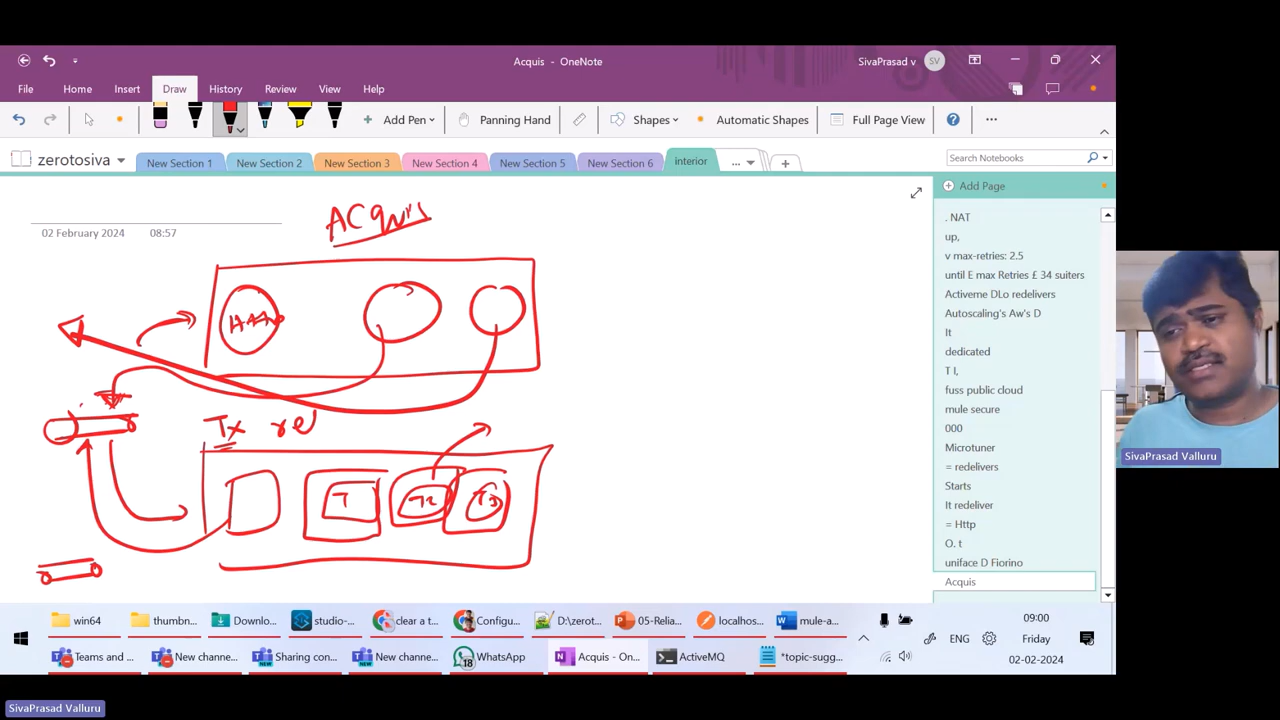 Acquis - OneNote
SivaPrasad v
SV
File
Home
Insert
Draw
History
Review
View
Help
Add Pen
Panning Hand
Shapes
Automatic Shapes
Full Page View
zerotosiva
New Section 1
New Section 2
New Section 3
New Section 4
New Section 5
New Section 6
interior
...
Search Notebooks
Add Page
02 February 2024
08:57
ACquis
Tx rel
T
T2
T3
. NAT
up,
v max-retries: 2.5
until E max Retries £ 34 suiters
Activeme DLo redelivers
Autoscaling's Aw's D
It
dedicated
T I,
fuss public cloud
mule secure
000
Microtuner
= redelivers
Starts
It redeliver
= Http
O. t
uniface D Fiorino
Acquis
SivaPrasad Valluru
win64
thumbn...
Downlo...
studio-...
clear a t...
Configu...
D:\zerot...
05-Relia...
localhos...
mule-a...
ENG
09:00
Friday
02-02-2024
Teams and ...
New channe...
Sharing con...
New channe...
18
WhatsApp
Acquis - On...
ActiveMQ
*topic-sugg...
SivaPrasad Valluru